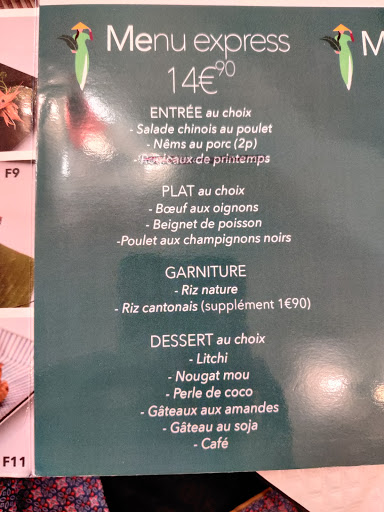 Menu express
14€90
ENTRÉE au choix
- Salade chinois au poulet
- Nêms au porc (2p)
- Rouleaux de printemps
PLAT au choix
- Bœuf aux oignons
- Beignet de poisson
-Poulet aux champignons noirs
GARNITURE
- Riz nature
- Riz cantonais (supplément 1€90)
DESSERT au choix
- Litchi
- Nougat mou
- Perle de coco
- Gâteaux aux amandes
- Gâteau au soja
- Café
F9
F11
M